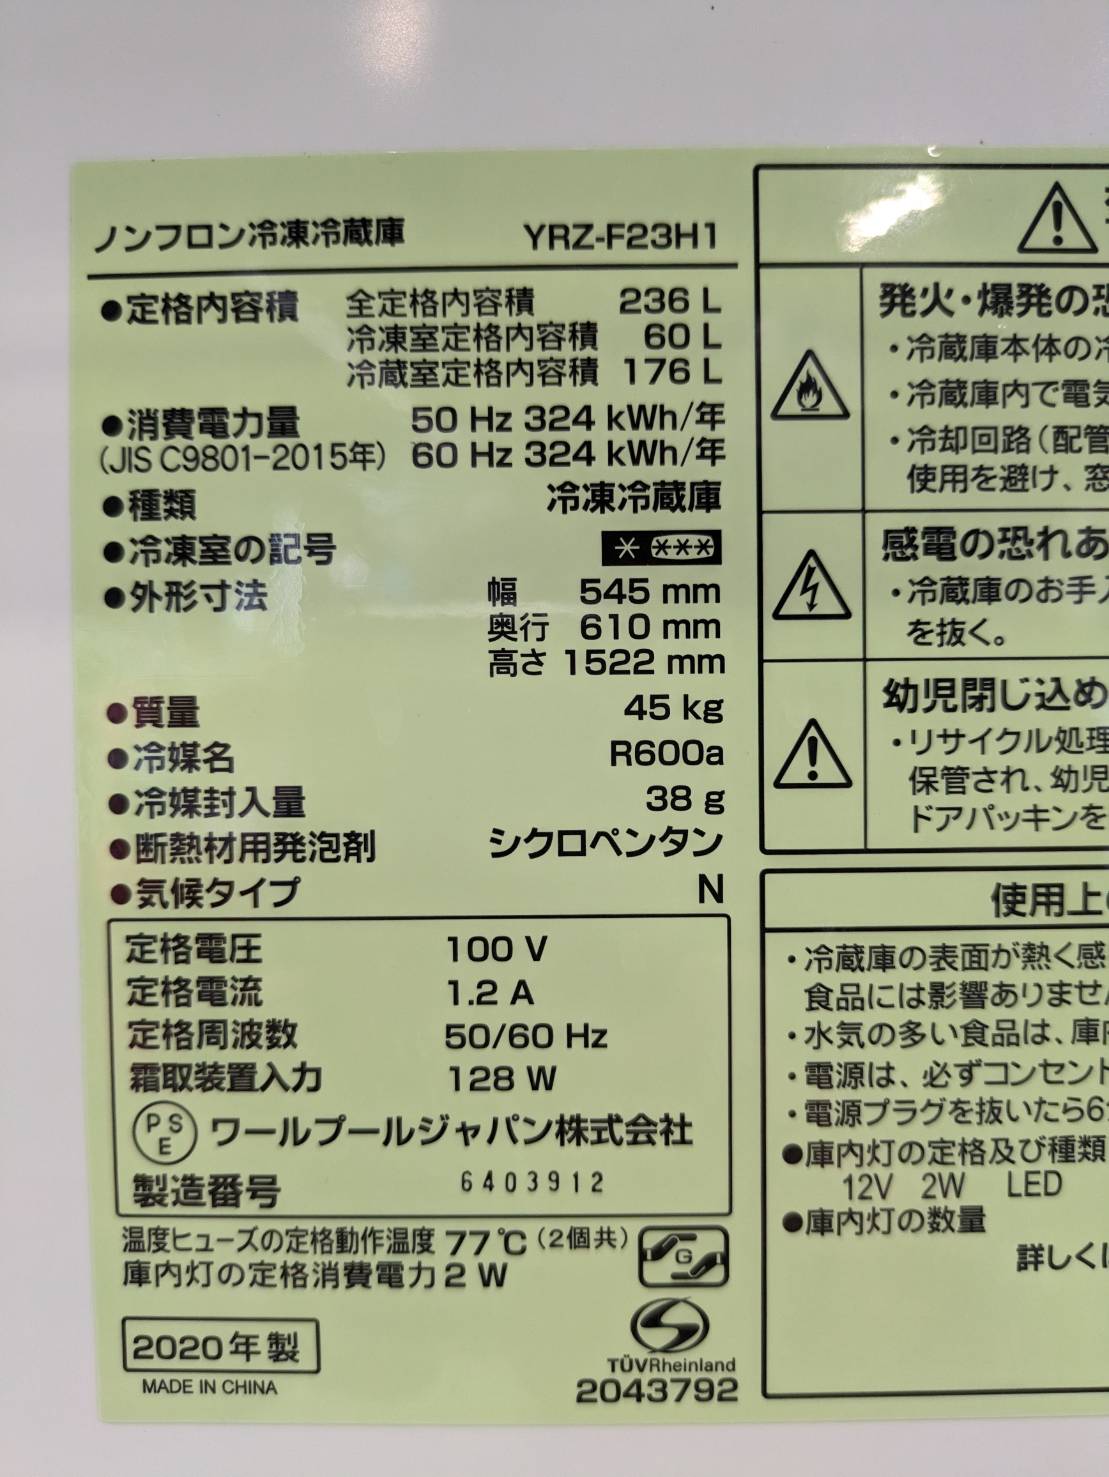 ノンフロン冷凍冷蔵庫 YRZ-F23H1
●定格内容積 全定格内容積 236 L
冷凍室定格内容積 60 L
冷蔵室定格内容積 176 L
●消費電力量 50 Hz 324 kWh/年
(JIS C9801-2015年) 60 Hz 324 kWh/年
●種類 冷凍冷蔵庫
●冷凍室の記号 * ***
●外形寸法 幅 545 mm
奥行 610 mm
高さ 1522 mm
●質量 45 kg
●冷媒名 R600a
●冷媒封入量 38 g
●断熱材用発泡剤 シクロペンタン
●気候タイプ N
定格電圧 100 V
定格電流 1.2 A
定格周波数 50/60 Hz
霜取装置入力 128 W
PSE ワールプールジャパン株式会社
製造番号 6403912
温度ヒューズの定格動作温度 77℃(2個共)
庫内灯の定格消費電力 2 W
G
2020年製
MADE IN CHINA
TÜVRheinland
2043792
発火・爆発の恐
・冷蔵庫本体の冷
・冷蔵庫内で電気
・冷却回路(配管
使用を避け、窓
感電の恐れあ
・冷蔵庫のお手入
を抜く。
幼児閉じ込め
・リサイクル処理
保管され、幼児
ドアパッキンを
使用上の
・冷蔵庫の表面が熱く感
食品には影響ありません
・水気の多い食品は、庫内
・電源は、必ずコンセント
・電源プラグを抜いたら6分
●庫内灯の定格及び種類
12V 2W LED
●庫内灯の数量
詳しくは